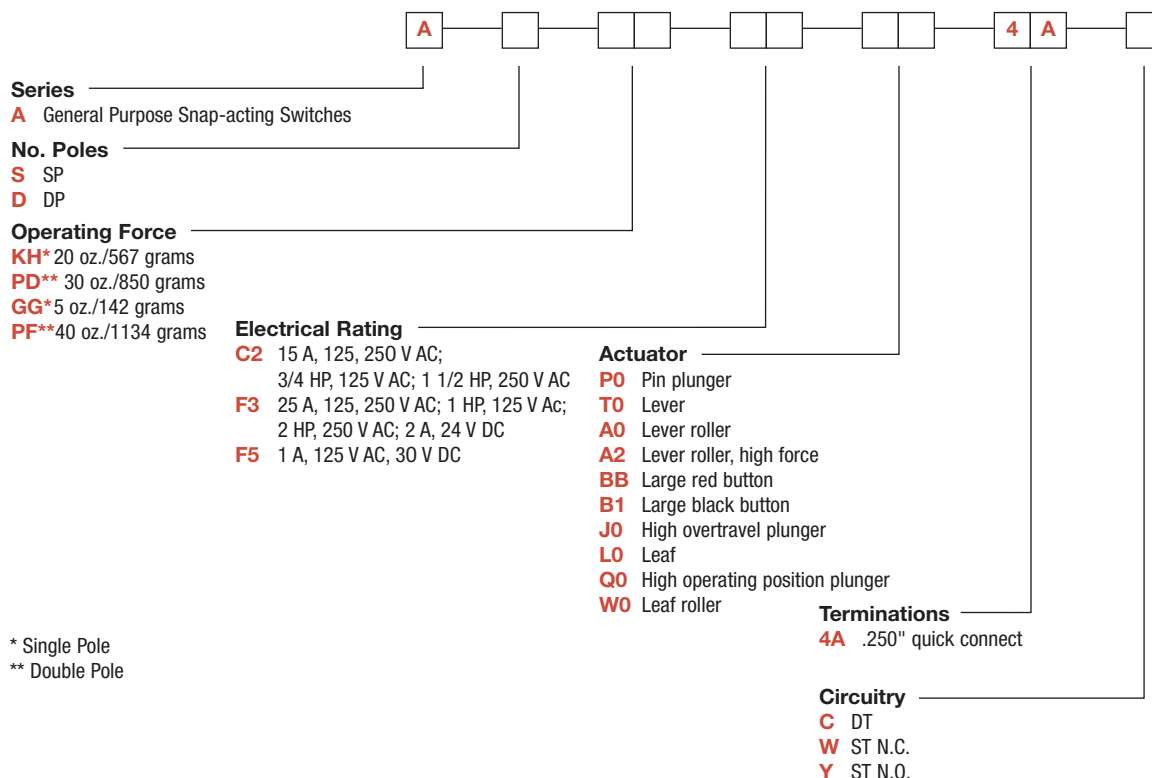 A 4 A
Series
A General Purpose Snap-acting Switches
No. Poles
S SP
D DP
Operating Force
KH* 20 oz./567 grams
PD** 30 oz./850 grams
GG* 5 oz./142 grams
PF** 40 oz./1134 grams
Electrical Rating
C2 15 A, 125, 250 V AC;
3/4 HP, 125 V AC; 1 1/2 HP, 250 V AC
F3 25 A, 125, 250 V AC; 1 HP, 125 V Ac;
2 HP, 250 V AC; 2 A, 24 V DC
F5 1 A, 125 V AC, 30 V DC
Actuator
P0 Pin plunger
T0 Lever
A0 Lever roller
A2 Lever roller, high force
BB Large red button
B1 Large black button
J0 High overtravel plunger
L0 Leaf
Q0 High operating position plunger
W0 Leaf roller
Terminations
4A .250" quick connect
* Single Pole
** Double Pole
Circuitry
C DT
W ST N.C.
Y ST N.O.